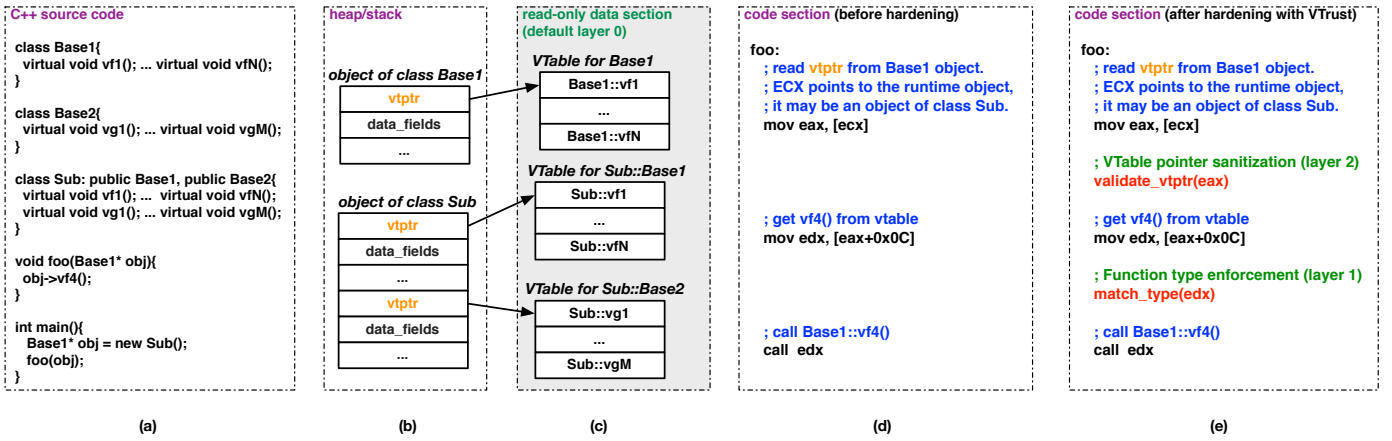 C++ source code
class Base1{
virtual void vf1(); ... virtual void vfN();
}
class Base2{
virtual void vg1(); ... virtual void vgM();
}
class Sub: public Base1, public Base2{
virtual void vf1(); ... virtual void vfN();
virtual void vg1(); ... virtual void vgM();
}
void foo(Base1* obj){
obj->vf4();
}
int main(){
Base1* obj = new Sub();
foo(obj);
}
(a)
heap/stack
object of class Base1
vtptr
data_fields
...
object of class Sub
vtptr
data_fields
...
vtptr
data_fields
...
(b)
read-only data section
(default layer 0)
VTable for Base1
Base1::vf1
...
Base1::vfN
VTable for Sub::Base1
Sub::vf1
...
Sub::vfN
VTable for Sub::Base2
Sub::vg1
...
Sub::vgM
(c)
code section (before hardening)
foo:
; read vtptr from Base1 object.
; ECX points to the runtime object,
; it may be an object of class Sub.
mov eax, [ecx]
; get vf4() from vtable
mov edx, [eax+0x0C]
; call Base1::vf4()
call edx
(d)
code section (after hardening with VTrust)
foo:
; read vtptr from Base1 object.
; ECX points to the runtime object,
; it may be an object of class Sub.
mov eax, [ecx]
; VTable pointer sanitization (layer 2)
validate_vtptr(eax)
; get vf4() from vtable
mov edx, [eax+0x0C]
; Function type enforcement (layer 1)
match_type(edx)
; call Base1::vf4()
call edx
(e)